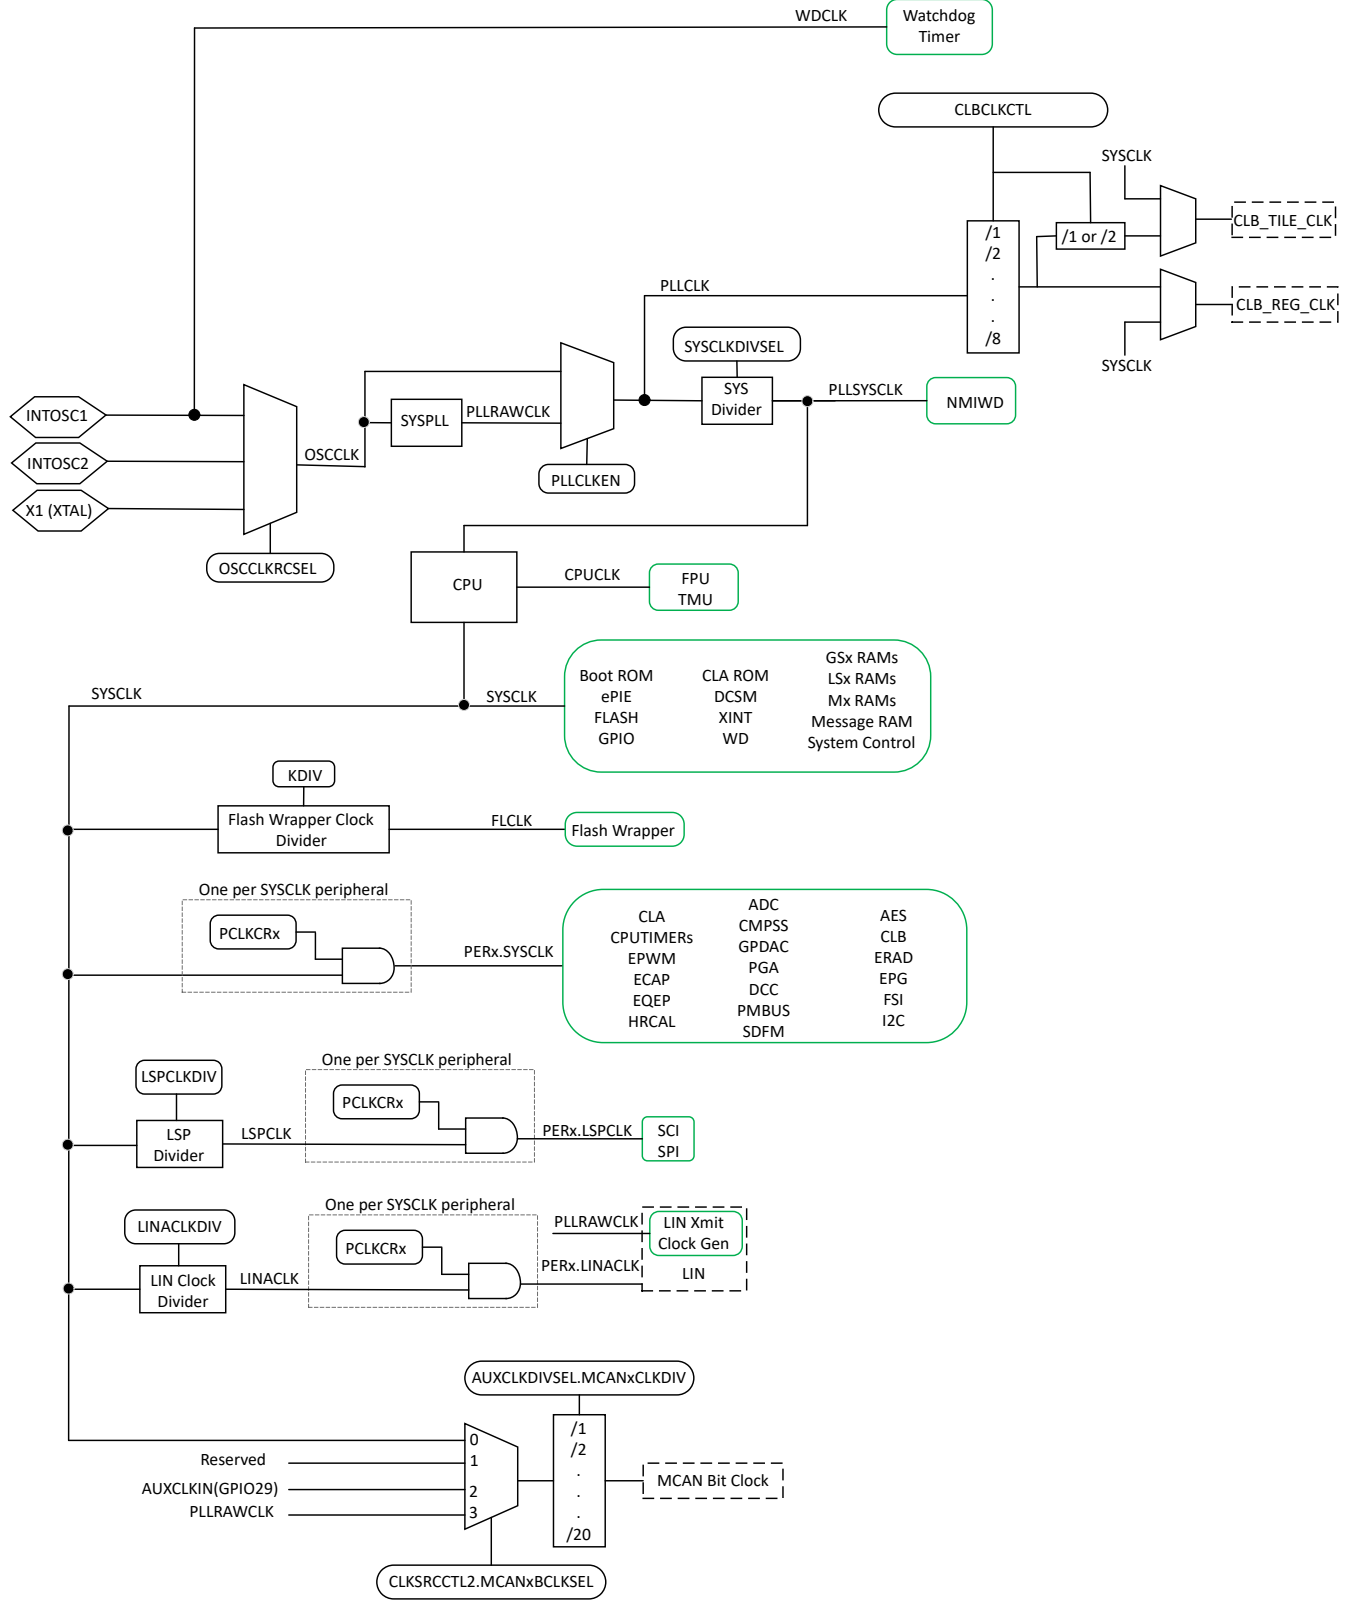 WDCLK
Watchdog
Timer
CLBCLKCTL
SYSCLK
/1
/2
.
.
.
/8
/1 or /2
CLB_TILE_CLK
CLB_REG_CLK
SYSCLK
PLLCLK
SYSCLKDIVSEL
SYS
Divider
PLLSYSCLK
NMIWD
INTOSC1
INTOSC2
X1 (XTAL)
OSCCLK
OSCCLKRCSEL
SYSPLL
PLLRAWCLK
PLLCLKEN
CPU
CPUCLK
FPU
TMU
SYSCLK
SYSCLK
Boot ROM
ePIE
FLASH
GPIO
CLA ROM
DCSM
XINT
WD
GSx RAMs
LSx RAMs
Mx RAMs
Message RAM
System Control
KDIV
Flash Wrapper Clock
Divider
FLCLK
Flash Wrapper
One per SYSCLK peripheral
PCLKCRx
PERx.SYSCLK
CLA
CPUTIMERs
EPWM
ECAP
EQEP
HRCAL
ADC
CMPSS
GPDAC
PGA
DCC
PMBUS
SDFM
AES
CLB
ERAD
EPG
FSI
I2C
LSPCLKDIV
LSP
Divider
LSPCLK
One per SYSCLK peripheral
PCLKCRx
PERx.LSPCLK
SCI
SPI
LINACLKDIV
LIN Clock
Divider
LINACLK
One per SYSCLK peripheral
PCLKCRx
PLLRAWCLK
LIN Xmit
Clock Gen
PERx.LINACLK
LIN
AUXCLKDIVSEL.MCANxCLKDIV
0
Reserved
1
AUXCLKIN(GPIO29)
2
PLLRAWCLK
3
/1
/2
.
.
.
/20
MCAN Bit Clock
CLKSRCCTL2.MCANxBCLKSEL